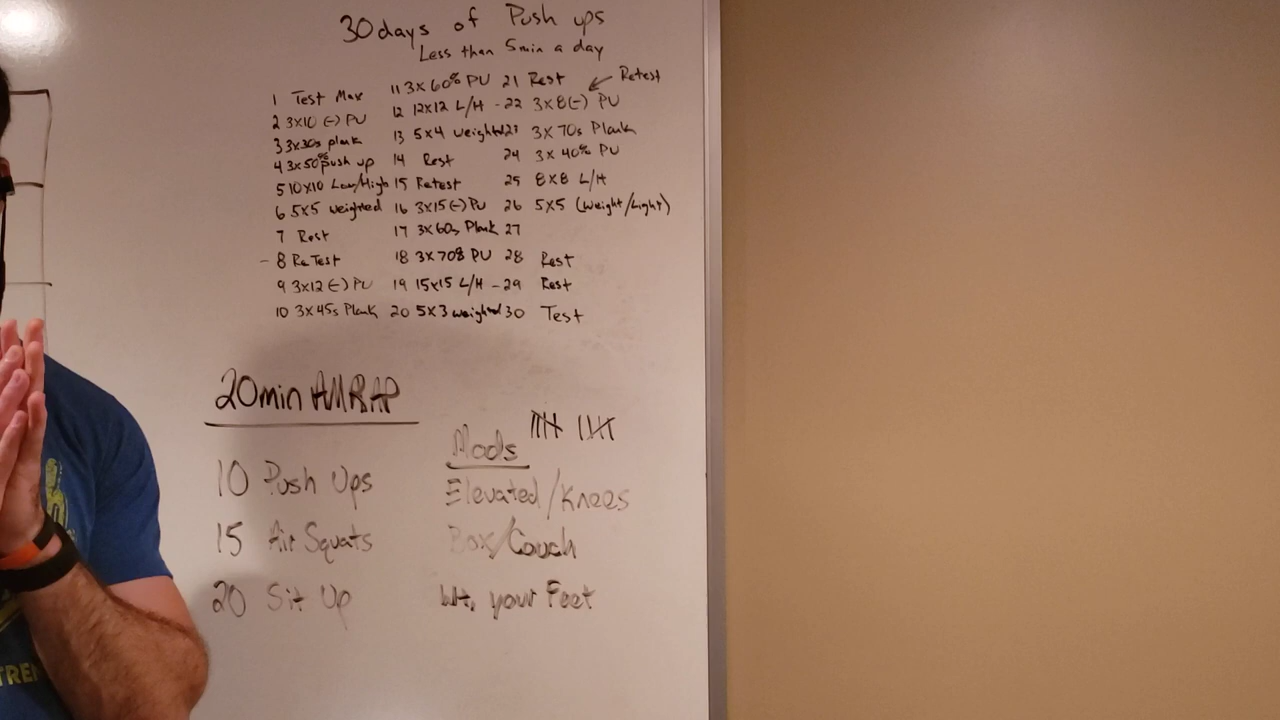 30 days of Push ups
Less than 5min a day
1 Test Max
2 3x10 (-) PU
3 3x30s plank
4 3x50% push up
5 10x10 Low/High
6 5x5 weighted
7 Rest
- 8 ReTest
9 3x12 (-) PU
10 3x45s Plank
11 3x60% PU
12 12x12 L/H -
13 5x4 weighted
14 Rest
15 Retest
16 3x15 (-) PU
17 3x60s Plank
18 3x70% PU
19 15x15 L/H -
20 5x3 weighted
21 Rest
Retest
22 3x8 (-) PU
23 3x70s Plank
24 3x40% PU
25 8x8 L/H
26 5x5 (Weight/Light)
27
28 Rest
29 Rest
30 Test
20min AMRAP
10 Push Ups
15 Air Squats
20 Sit Up
Mods
Elevated/Knees
Box/Couch
Wt, your Feet
TREN